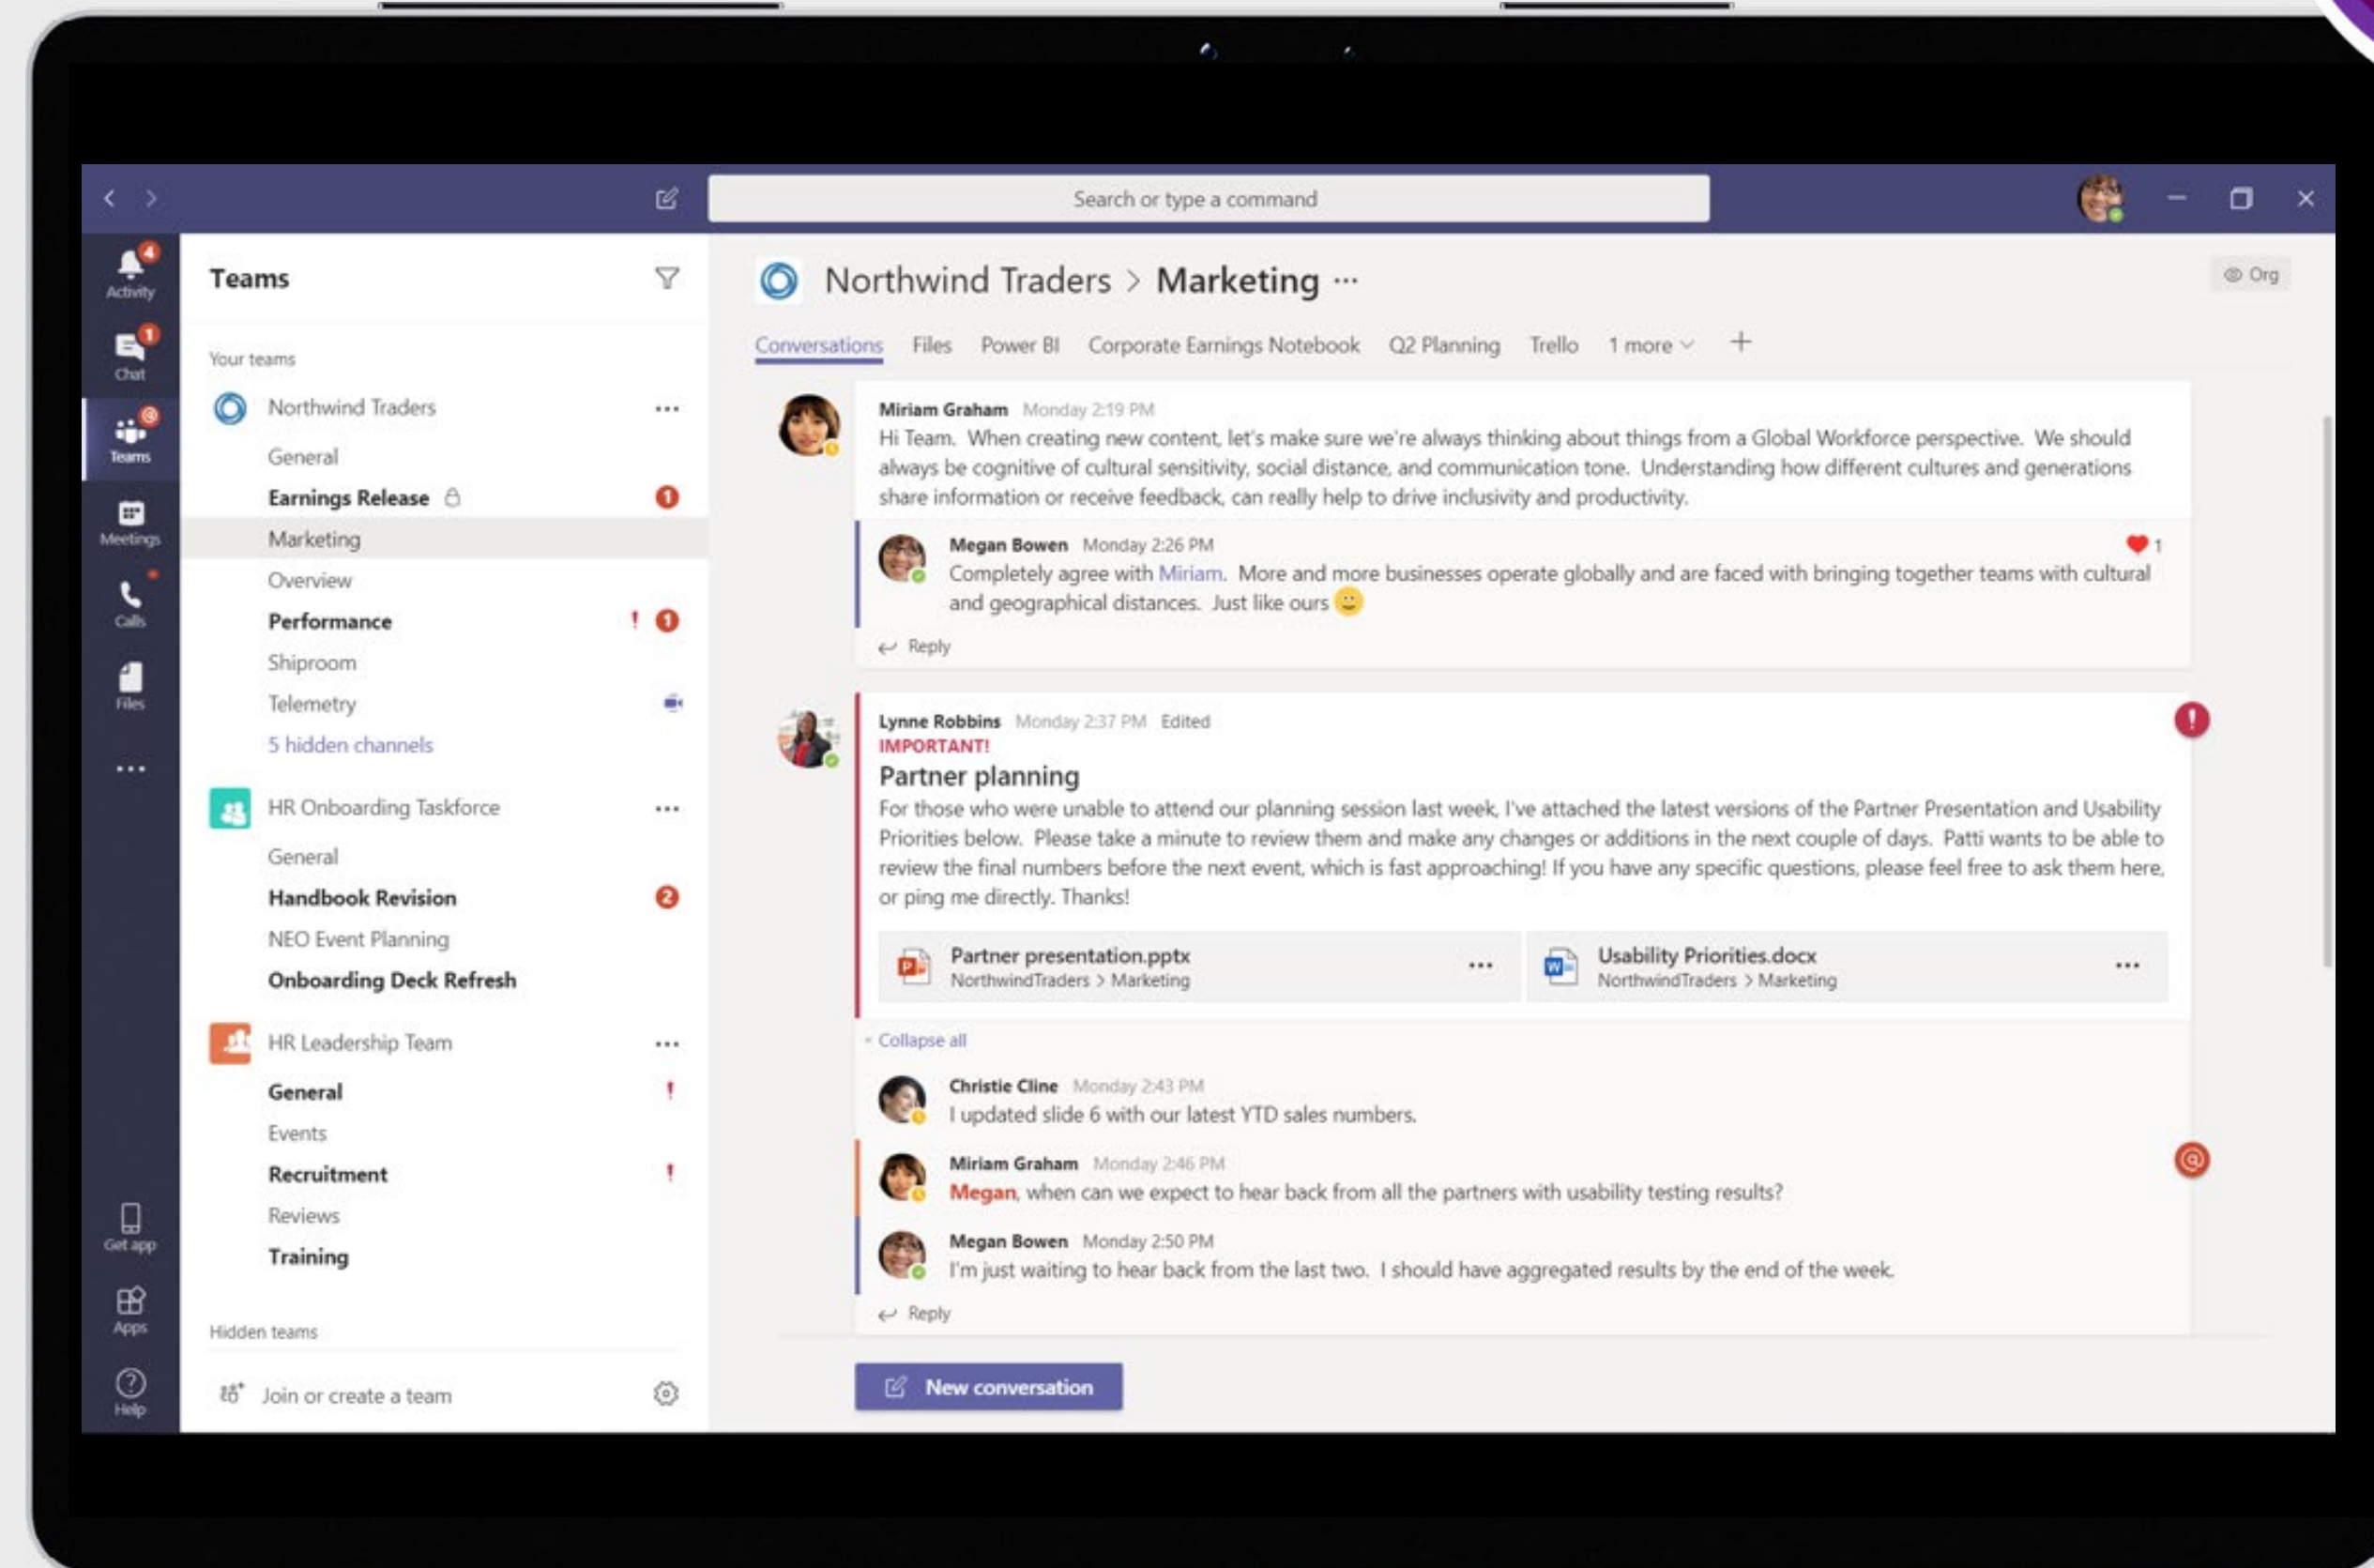 Search or type a command
4
Activity
1
Chat
@
Teams
Meetings
Calls
Files
Get app
Apps
Help
Teams
Your teams
Northwind Traders
General
Earnings Release
1
Marketing
Overview
Performance
! 1
Shiproom
Telemetry
5 hidden channels
HR Onboarding Taskforce
General
Handbook Revision
2
NEO Event Planning
Onboarding Deck Refresh
HR Leadership Team
General
!
Events
Recruitment
!
Reviews
Training
Hidden teams
Join or create a team
Northwind Traders > Marketing ...
Org
Conversations Files Power BI Corporate Earnings Notebook Q2 Planning Trello 1 more +
Miriam Graham Monday 2:19 PM
Hi Team. When creating new content, let's make sure we're always thinking about things from a Global Workforce perspective. We should
always be cognitive of cultural sensitivity, social distance, and communication tone. Understanding how different cultures and generations
share information or receive feedback, can really help to drive inclusivity and productivity.
Megan Bowen Monday 2:26 PM
1
Completely agree with Miriam. More and more businesses operate globally and are faced with bringing together teams with cultural
and geographical distances. Just like ours
Reply
Lynne Robbins Monday 2:37 PM Edited
!
IMPORTANT!
Partner planning
For those who were unable to attend our planning session last week, I've attached the latest versions of the Partner Presentation and Usability
Priorities below. Please take a minute to review them and make any changes or additions in the next couple of days. Patti wants to be able to
review the final numbers before the next event, which is fast approaching! If you have any specific questions, please feel free to ask them here,
or ping me directly. Thanks!
P
Partner presentation.pptx
NorthwindTraders > Marketing
W
Usability Priorities.docx
NorthwindTraders > Marketing
Collapse all
Christie Cline Monday 2:43 PM
I updated slide 6 with our latest YTD sales numbers.
Miriam Graham Monday 2:46 PM
@
Megan, when can we expect to hear back from all the partners with usability testing results?
Megan Bowen Monday 2:50 PM
I'm just waiting to hear back from the last two. I should have aggregated results by the end of the week.
Reply
New conversation